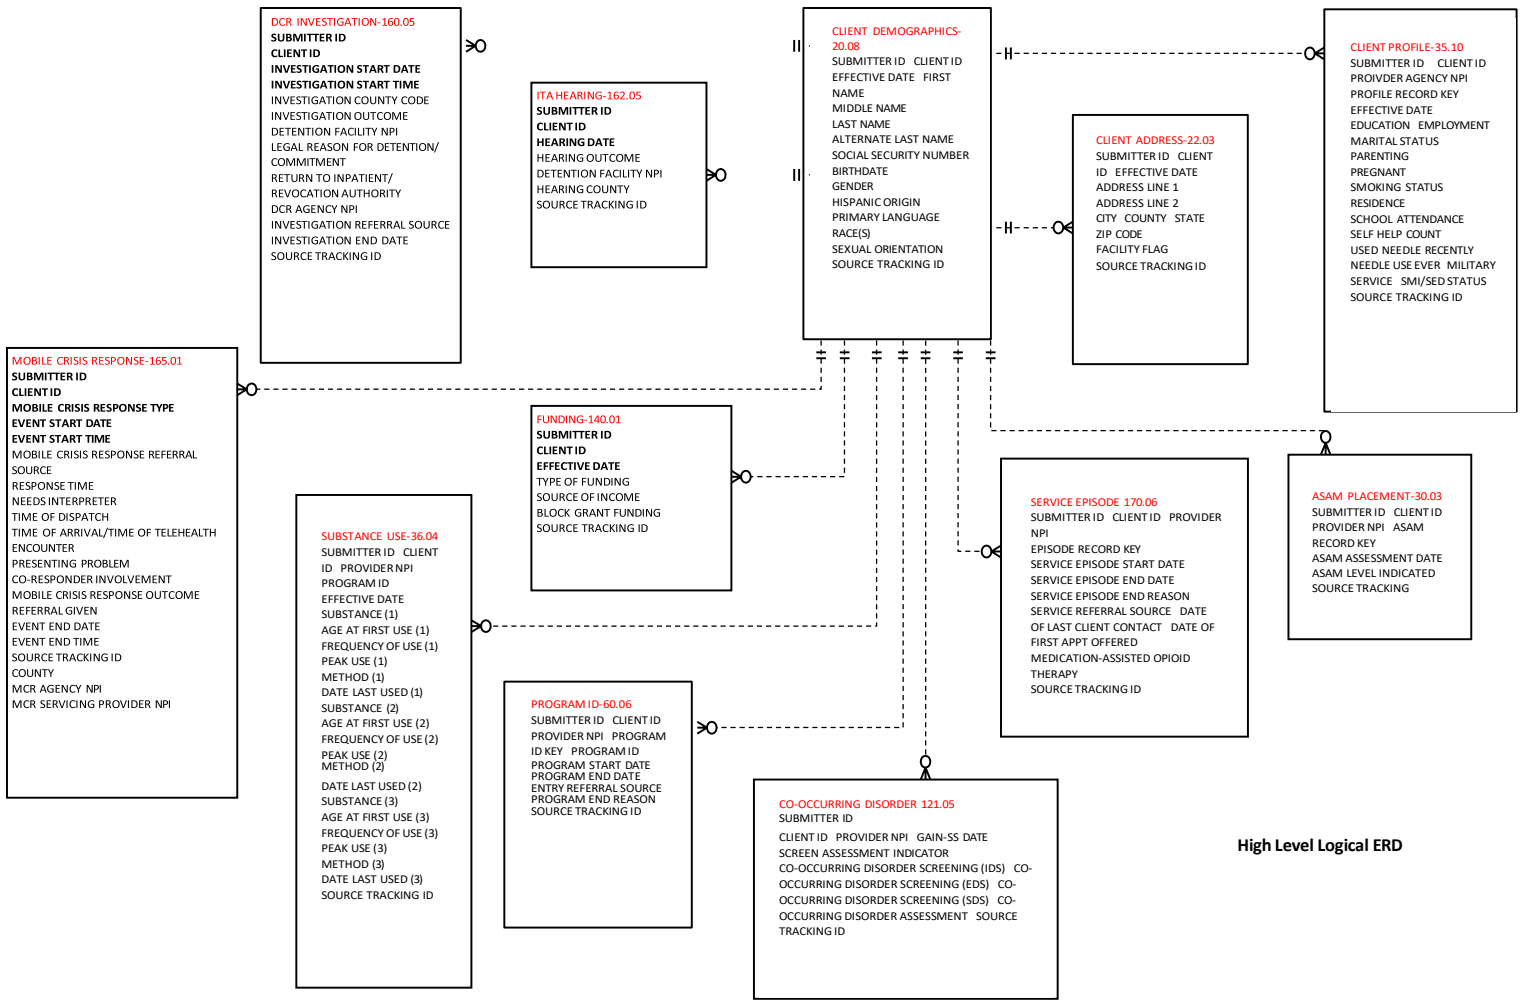 DCR INVESTIGATION-160.05
SUBMITTER ID
CLIENT ID
INVESTIGATION START DATE
INVESTIGATION START TIME
INVESTIGATION COUNTY CODE
INVESTIGATION OUTCOME
DETENTION FACILITY NPI
LEGAL REASON FOR DETENTION/
COMMITMENT
RETURN TO INPATIENT/
REVOCATION AUTHORITY
DCR AGENCY NPI
INVESTIGATION REFERRAL SOURCE
INVESTIGATION END DATE
SOURCE TRACKING ID
ITA HEARING-162.05
SUBMITTER ID
CLIENT ID
HEARING DATE
HEARING OUTCOME
DETENTION FACILITY NPI
HEARING COUNTY
SOURCE TRACKING ID
CLIENT DEMOGRAPHICS-
20.08
SUBMITTER ID CLIENT ID
EFFECTIVE DATE FIRST
NAME
MIDDLE NAME
LAST NAME
ALTERNATE LAST NAME
SOCIAL SECURITY NUMBER
BIRTHDATE
GENDER
HISPANIC ORIGIN
PRIMARY LANGUAGE
RACE(S)
SEXUAL ORIENTATION
SOURCE TRACKING ID
CLIENT ADDRESS-22.03
SUBMITTER ID CLIENT
ID EFFECTIVE DATE
ADDRESS LINE 1
ADDRESS LINE 2
CITY COUNTY STATE
ZIP CODE
FACILITY FLAG
SOURCE TRACKING ID
CLIENT PROFILE-35.10
SUBMITTER ID CLIENT ID
PROIVDER AGENCY NPI
PROFILE RECORD KEY
EFFECTIVE DATE
EDUCATION EMPLOYMENT
MARITAL STATUS
PARENTING
PREGNANT
SMOKING STATUS
RESIDENCE
SCHOOL ATTENDANCE
SELF HELP COUNT
USED NEEDLE RECENTLY
NEEDLE USE EVER MILITARY
SERVICE SMI/SED STATUS
SOURCE TRACKING ID
MOBILE CRISIS RESPONSE-165.01
SUBMITTER ID
CLIENT ID
MOBILE CRISIS RESPONSE TYPE
EVENT START DATE
EVENT START TIME
MOBILE CRISIS RESPONSE REFERRAL
SOURCE
RESPONSE TIME
NEEDS INTERPRETER
TIME OF DISPATCH
TIME OF ARRIVAL/TIME OF TELEHEALTH
ENCOUNTER
PRESENTING PROBLEM
CO-RESPONDER INVOLVEMENT
MOBILE CRISIS RESPONSE OUTCOME
REFERRAL GIVEN
EVENT END DATE
EVENT END TIME
SOURCE TRACKING ID
COUNTY
MCR AGENCY NPI
MCR SERVICING PROVIDER NPI
FUNDING-140.01
SUBMITTER ID
CLIENT ID
EFFECTIVE DATE
TYPE OF FUNDING
SOURCE OF INCOME
BLOCK GRANT FUNDING
SOURCE TRACKING ID
SUBSTANCE USE-36.04
SUBMITTER ID CLIENT
ID PROVIDER NPI
PROGRAM ID
EFFECTIVE DATE
SUBSTANCE (1)
AGE AT FIRST USE (1)
FREQUENCY OF USE (1)
PEAK USE (1)
METHOD (1)
DATE LAST USED (1)
SUBSTANCE (2)
AGE AT FIRST USE (2)
FREQUENCY OF USE (2)
PEAK USE (2)
METHOD (2)
DATE LAST USED (2)
SUBSTANCE (3)
AGE AT FIRST USE (3)
FREQUENCY OF USE (3)
PEAK USE (3)
METHOD (3)
DATE LAST USED (3)
SOURCE TRACKING ID
PROGRAM ID-60.06
SUBMITTER ID CLIENT ID
PROVIDER NPI PROGRAM
ID KEY PROGRAM ID
PROGRAM START DATE
PROGRAM END DATE
ENTRY REFERRAL SOURCE
PROGRAM END REASON
SOURCE TRACKING ID
SERVICE EPISODE 170.06
SUBMITTER ID CLIENT ID PROVIDER
NPI
EPISODE RECORD KEY
SERVICE EPISODE START DATE
SERVICE EPISODE END DATE
SERVICE EPISODE END REASON
SERVICE REFERRAL SOURCE DATE
OF LAST CLIENT CONTACT DATE OF
FIRST APPT OFFERED
MEDICATION-ASSISTED OPIOID
THERAPY
SOURCE TRACKING ID
ASAM PLACEMENT-30.03
SUBMITTER ID CLIENT ID
PROVIDER NPI ASAM
RECORD KEY
ASAM ASSESSMENT DATE
ASAM LEVEL INDICATED
SOURCE TRACKING
CO-OCCURRING DISORDER 121.05
SUBMITTER ID
CLIENT ID PROVIDER NPI GAIN-SS DATE
SCREEN ASSESSMENT INDICATOR
CO-OCCURRING DISORDER SCREENING (IDS) CO-
OCCURRING DISORDER SCREENING (EDS) CO-
OCCURRING DISORDER SCREENING (SDS) CO-
OCCURRING DISORDER ASSESSMENT SOURCE
TRACKING ID
High Level Logical ERD